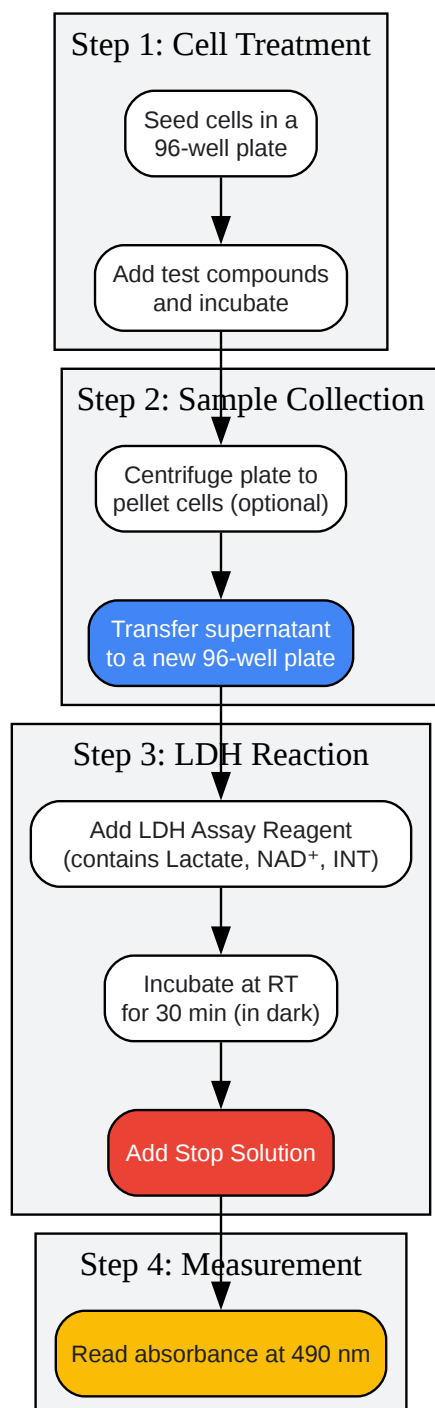 Step 1: Cell Treatment
Seed cells in a
96-well plate
Add test compounds
and incubate
Step 2: Sample Collection
Centrifuge plate to
pellet cells (optional)
Transfer supernatant
to a new 96-well plate
Step 3: LDH Reaction
Add LDH Assay Reagent
(contains Lactate, NAD⁺, INT)
Incubate at RT
for 30 min (in dark)
Add Stop Solution
Step 4: Measurement
Read absorbance at 490 nm